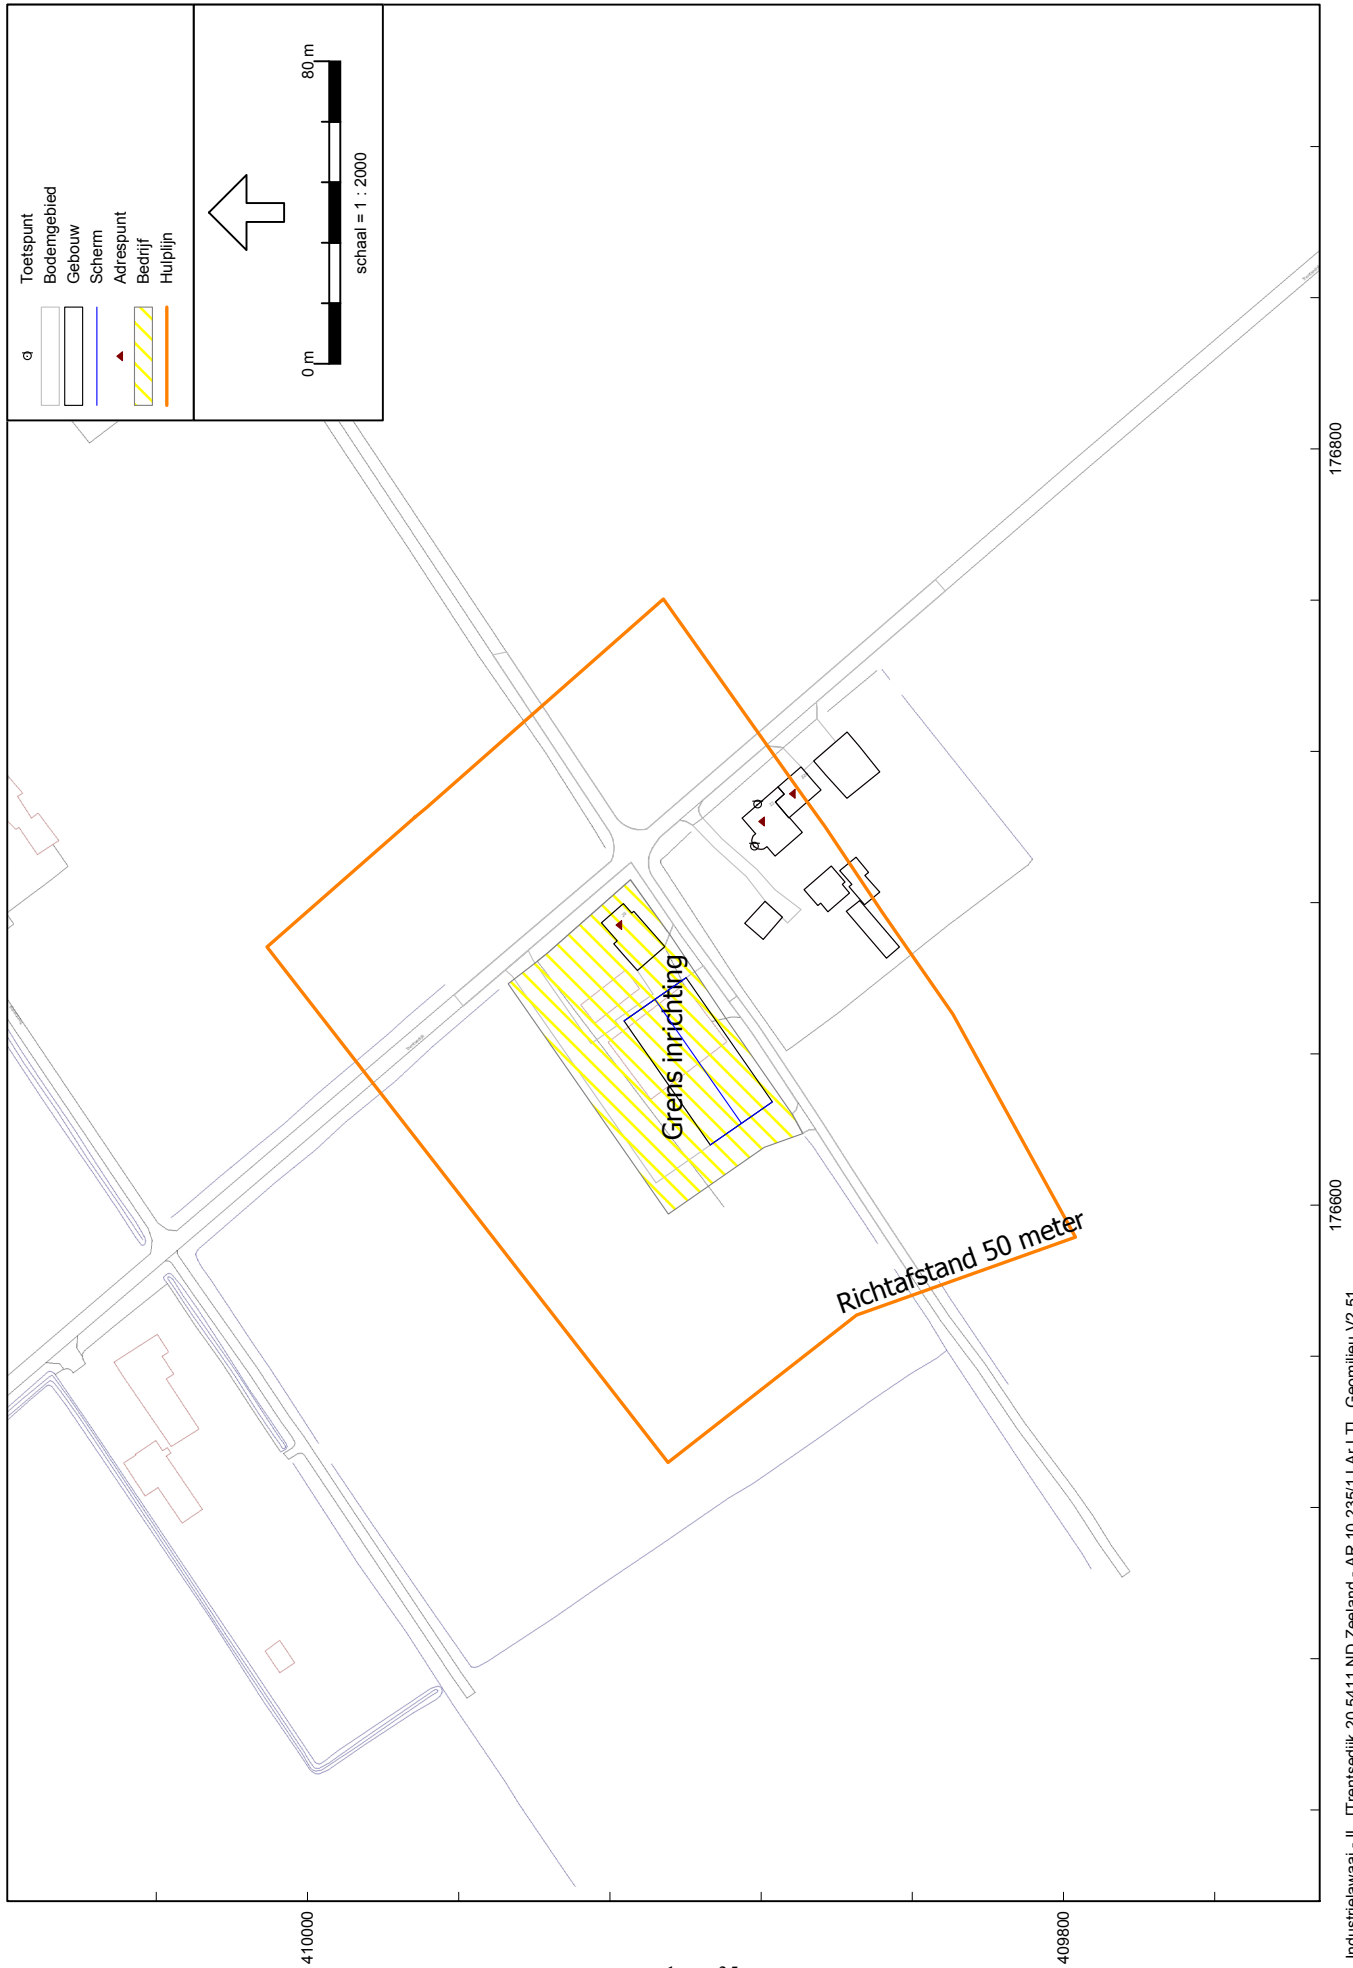 Toetspunt
Bodemgebied
Gebouw
Scherm
Adrespunt
Bedrijf
Hulplijn
0 m
80 m
schaal = 1 : 2000
Grens inrichting
Richtafstand 50 meter
410000
409800
176600
176800